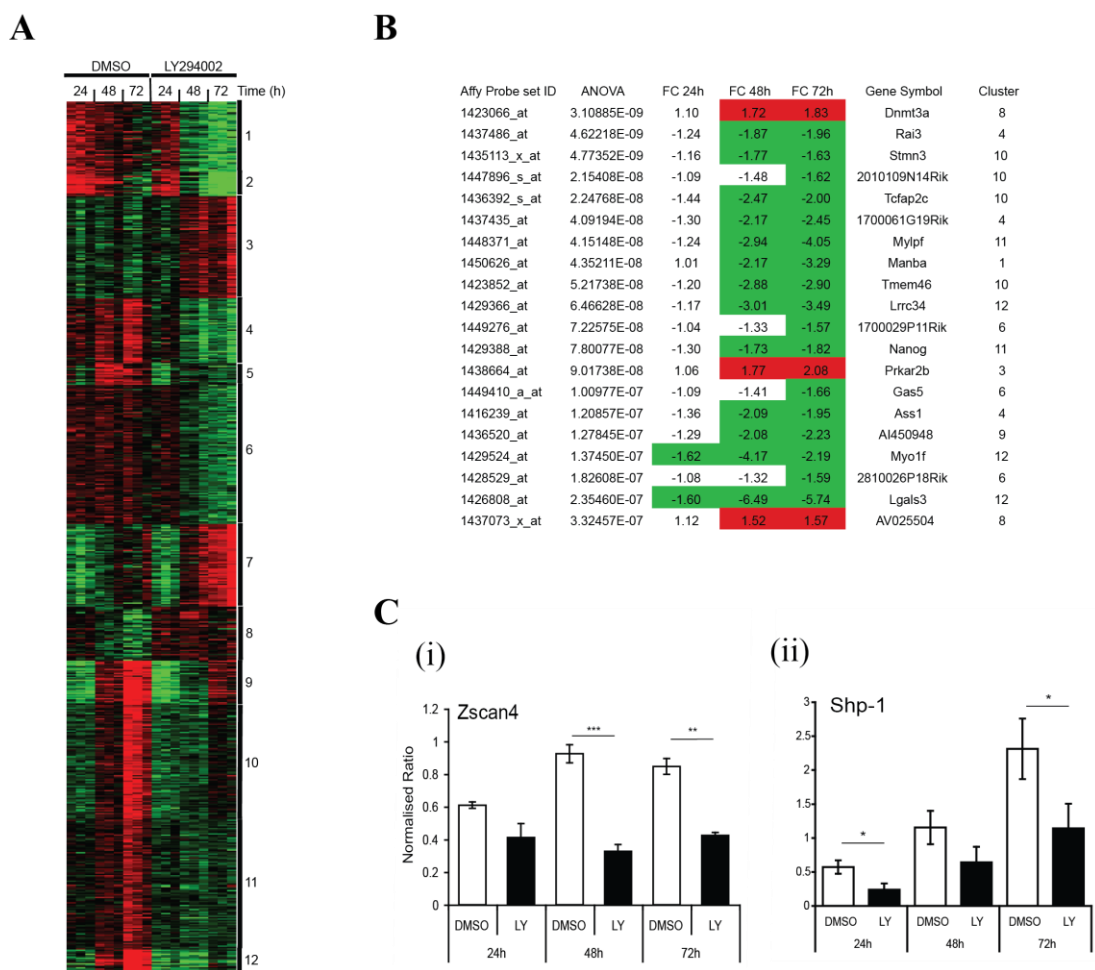 A
DMSO LY294002
24 48 72 24 48 72 Time (h)
1
2
3
4
5
6
7
8
9
10
11
12
B
Affy Probe set ID ANOVA FC 24h FC 48h FC 72h Gene Symbol Cluster
1423066_at 3.10885E-09 1.10 1.72 1.83 Dnmt3a 8
1437486_at 4.62218E-09 -1.24 -1.87 -1.96 Rai3 4
1435113_x_at 4.77352E-09 -1.16 -1.77 -1.63 Stmn3 10
1447896_s_at 2.15408E-08 -1.09 -1.48 -1.62 2010109N14Rik 10
1436392_s_at 2.24768E-08 -1.44 -2.47 -2.00 Tcfap2c 10
1437435_at 4.09194E-08 -1.30 -2.17 -2.45 1700061G19Rik 4
1448371_at 4.15148E-08 -1.24 -2.94 -4.05 Mylpf 11
1450626_at 4.35211E-08 1.01 -2.17 -3.29 Manba 1
1423852_at 5.21738E-08 -1.20 -2.88 -2.90 Tmem46 10
1429366_at 6.46628E-08 -1.17 -3.01 -3.49 Lrrc34 12
1449276_at 7.22575E-08 -1.04 -1.33 -1.57 1700029P11Rik 6
1429388_at 7.80077E-08 -1.30 -1.73 -1.82 Nanog 11
1438664_at 9.01738E-08 1.06 1.77 2.08 Prkar2b 3
1449410_a_at 1.00977E-07 -1.09 -1.41 -1.66 Gas5 6
1416239_at 1.20857E-07 -1.36 -2.09 -1.95 Ass1 4
1436520_at 1.27845E-07 -1.29 -2.08 -2.23 AI450948 9
1429524_at 1.37450E-07 -1.62 -4.17 -2.19 Myo1f 12
1428529_at 1.82608E-07 -1.08 -1.32 -1.59 2810026P18Rik 6
1426808_at 2.35460E-07 -1.60 -6.49 -5.74 Lgals3 12
1437073_x_at 3.32457E-07 1.12 1.52 1.57 AV025504 8
C
(i)
Zscan4
Normalised Ratio
1.2
1
0.8
0.6
0.4
0.2
0
*** **
DMSO LY DMSO LY DMSO LY
24h 48h 72h
(ii)
Shp-1
3
2.5
2
1.5
1
0.5
0
* *
DMSO LY DMSO LY DMSO LY
24h 48h 72h